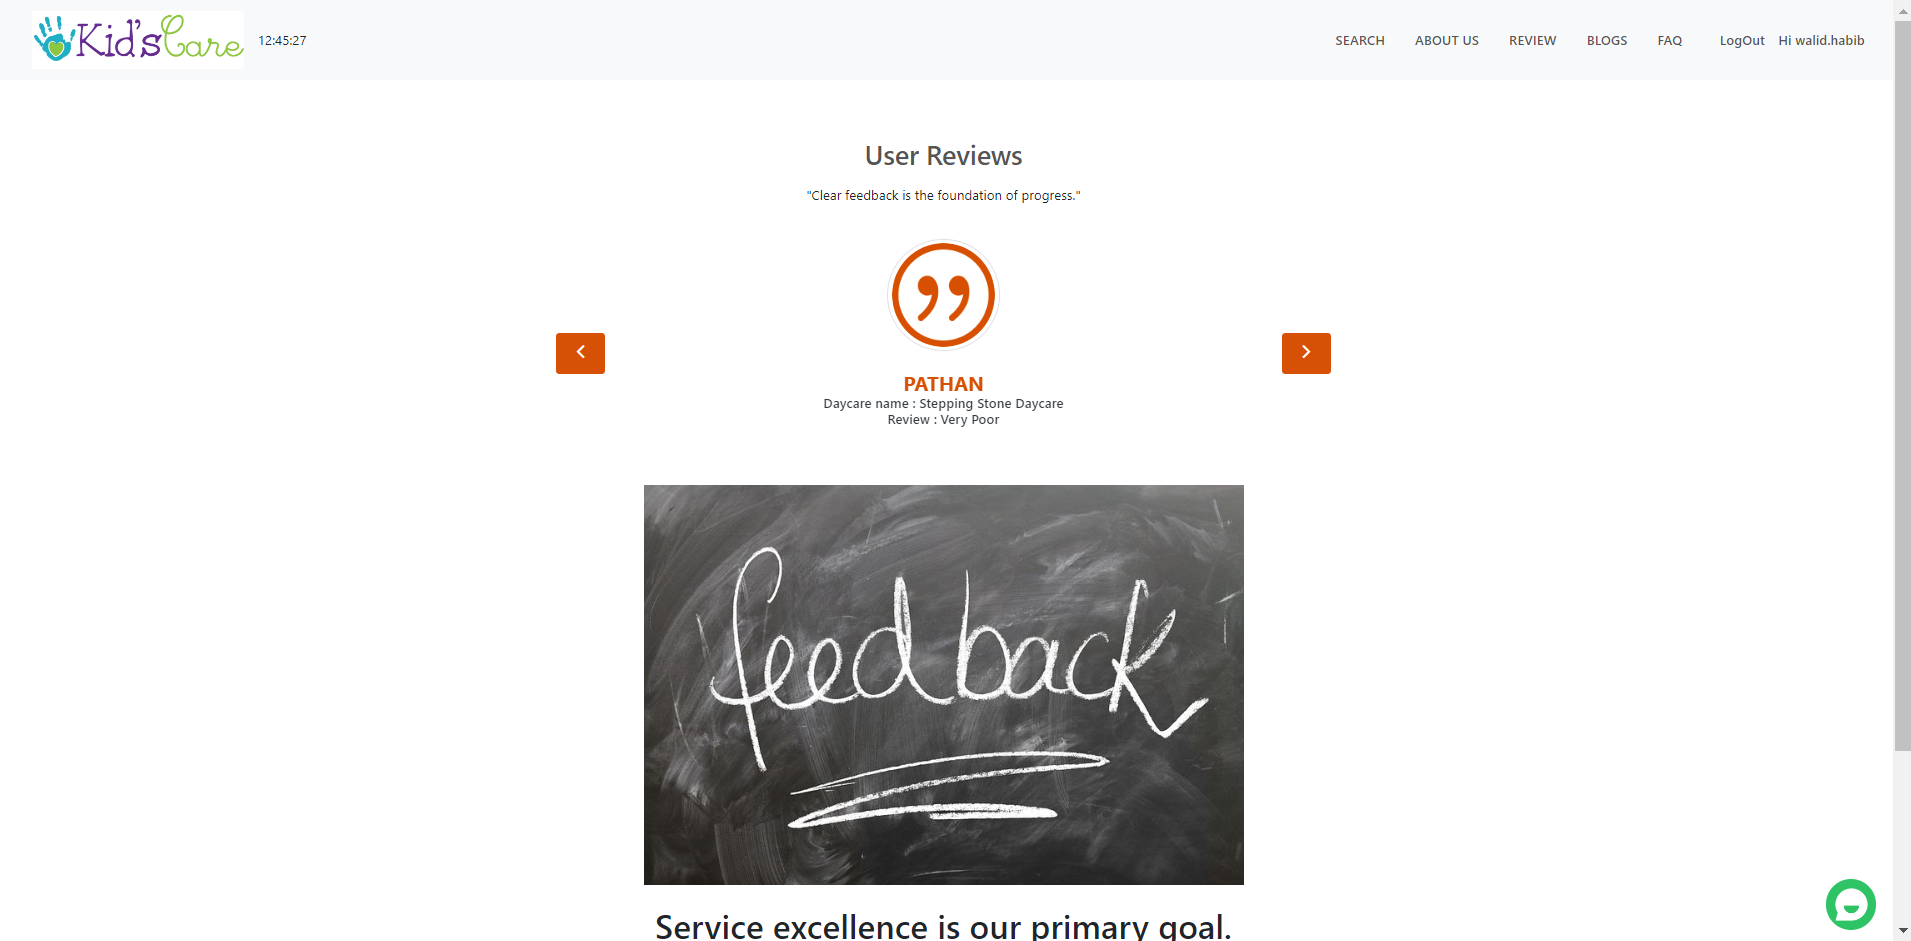 Kid'sCare
12:45:27
SEARCH ABOUT US REVIEW BLOGS FAQ LogOut Hi walid.habib
User Reviews
"Clear feedback is the foundation of progress."
PATHAN
Daycare name : Stepping Stone Daycare
Review : Very Poor
feedback
Service excellence is our primary goal.